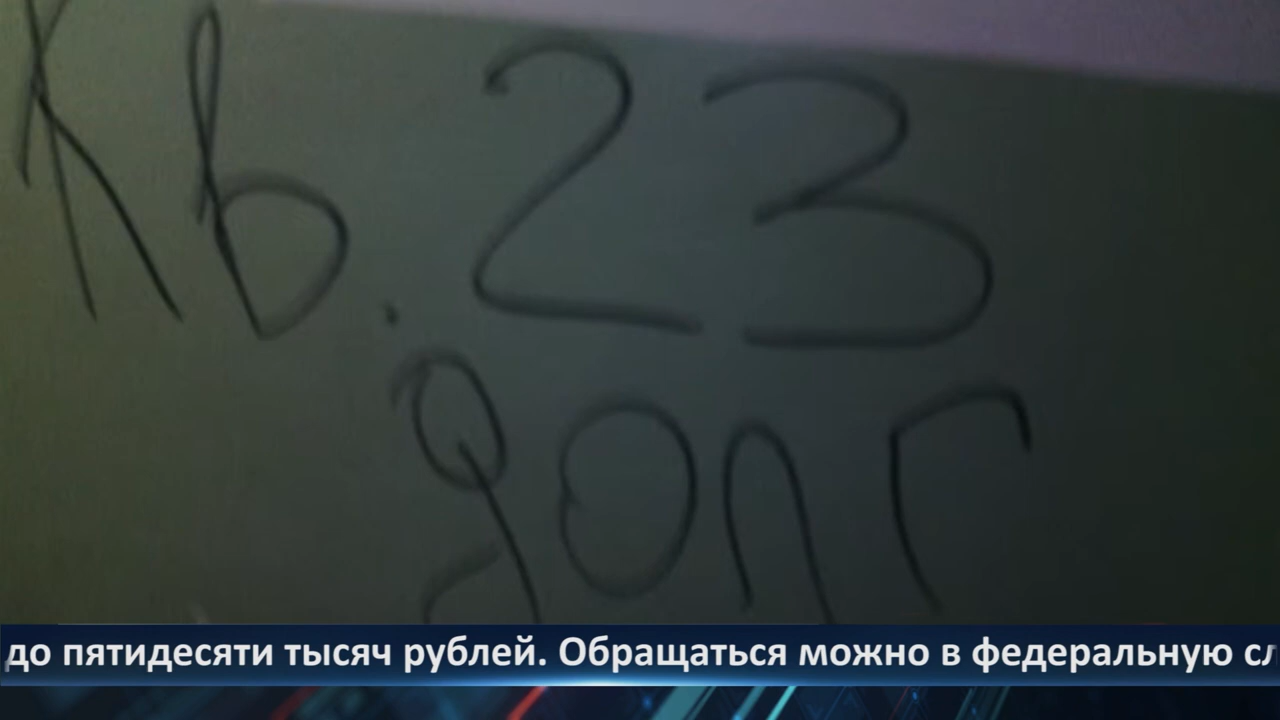 Кв. 23
долг
до пятидесяти тысяч рублей. Обращаться можно в федеральную сл